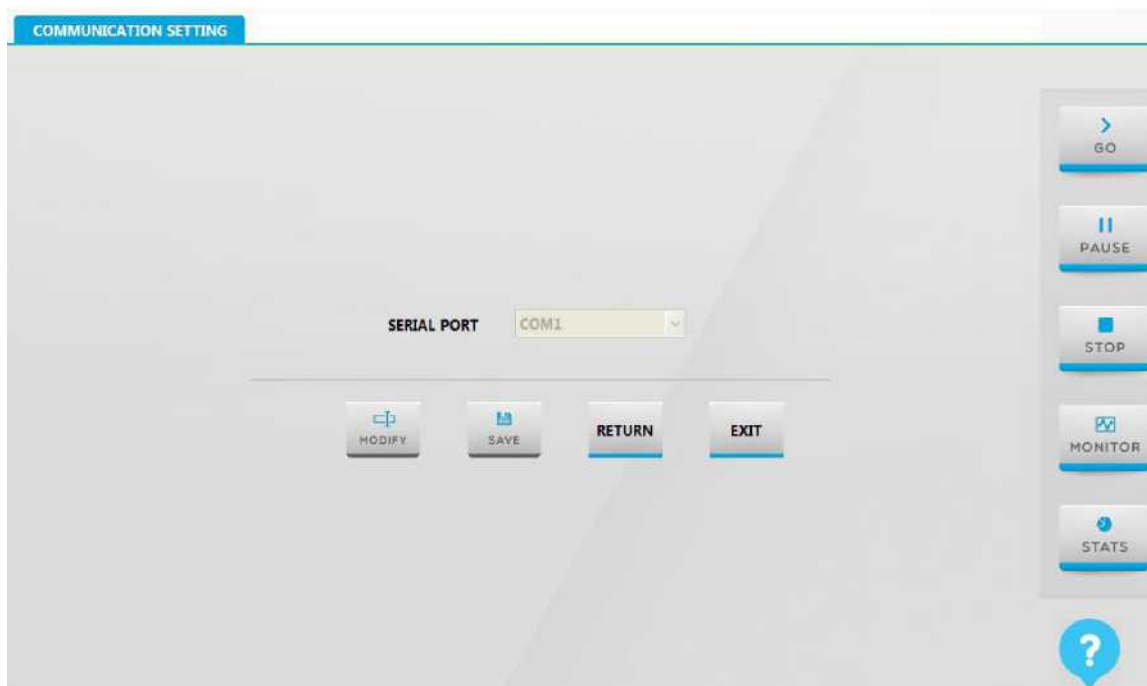 COMMUNICATION SETTING
GO
PAUSE
SERIAL PORT COM1
STOP
MODIFY SAVE RETURN EXIT
MONITOR
STATS
?